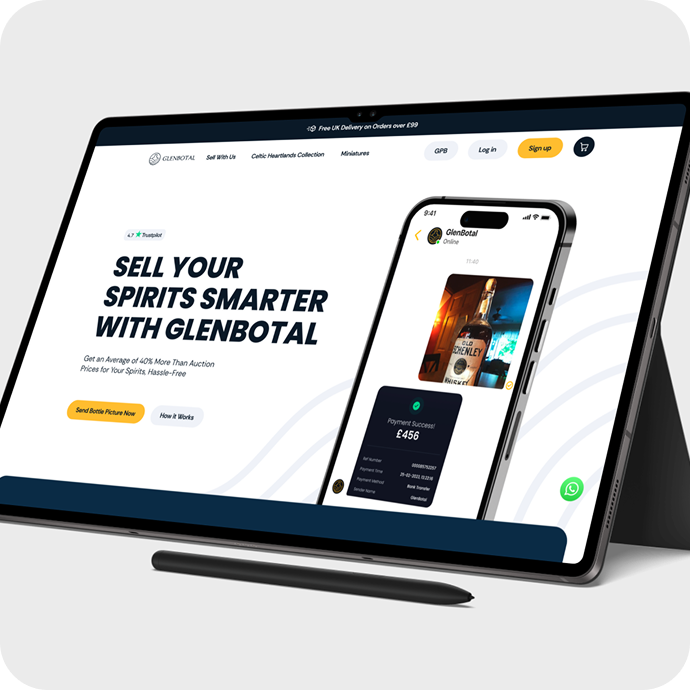 Free UK Delivery on Orders over £99
GLENBOTAL
Sell With Us
Celtic Heartlands Collection
Miniatures
GPB
Log in
Sign up
4.7 ★ Trustpilot
SELL YOUR
SPIRITS SMARTER
WITH GLENBOTAL
Get an Average of 40% More Than Auction
Prices for Your Spirits, Hassle-Free
Send Bottle Picture Now
How it Works
9:41
GlenBotal
Online
11:40
OLD
SCHENLEY
WHISKEY
Payment Success!
£456
Ref Number
Payment Time
Payment Method
Bank Transfer
Sender Name
Glenbotal